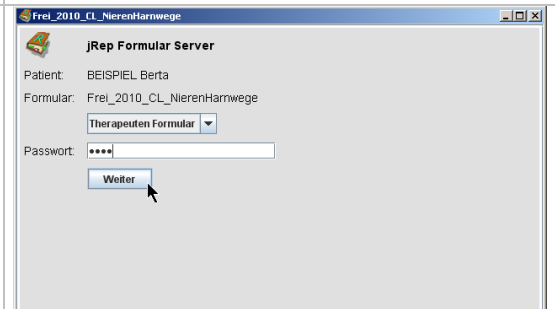 Frei_2010_CL_NierenHarnwege
jRep Formular Server
Patient: BEISPIEL Berta
Formular: Frei_2010_CL_NierenHarnwege
Therapeuten Formular
Passwort: ••••
Weiter